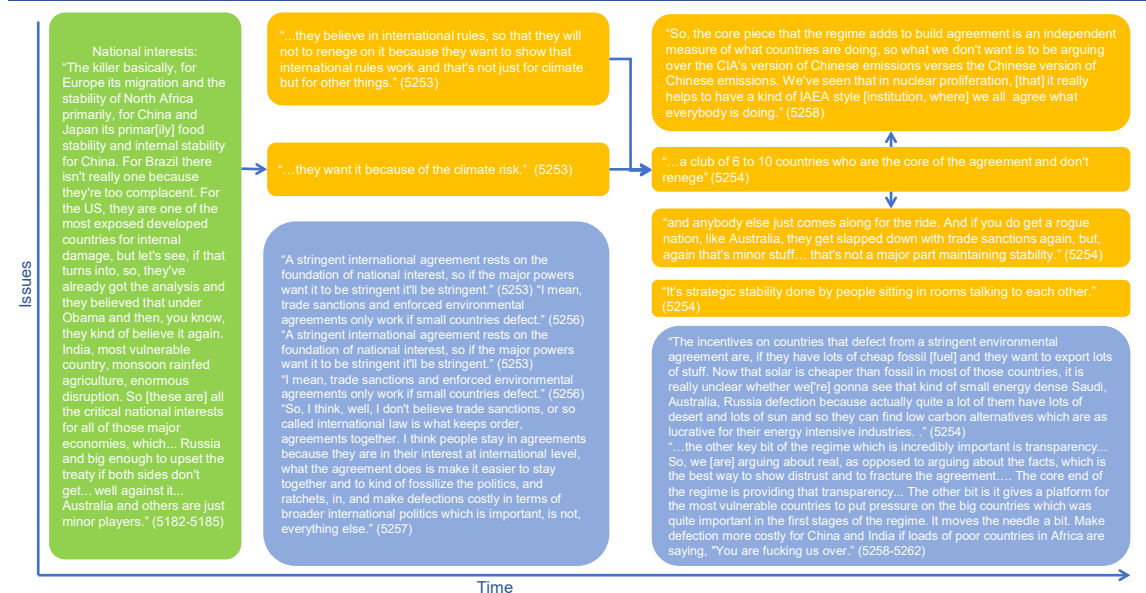 National interests:
“The killer basically, for
Europe its migration and the
stability of North Africa
primarily, for China and
Japan its primar[ily] food
stability and internal stability
for China. For Brazil there
isn't really one because
they're too complacent. For
the US, they are one of the
most exposed developed
countries for internal
damage, but let's see, if that
turns into, so, they've
already got the analysis and
they believed that under
Obama and then, you know,
they kind of believe it again.
India, most vulnerable
country, monsoon rainfed
agriculture, enormous
disruption. So [these are] all
the critical national interests
for all of those major
economies, which... Russia
and big enough to upset the
treaty if both sides don't
get... well against it...
Australia and others are just
minor players.” (5182-5185)
“...they believe in international rules, so that they will
not to renege on it because they want to show that
international rules work and that's not just for climate
but for other things.” (5253)
“…they want it because of the climate risk.” (5253)
“A stringent international agreement rests on the
foundation of national interest, so if the major powers
want it to be stringent it'll be stringent.” (5253) “I mean,
trade sanctions and enforced environmental
agreements only work if small countries defect.” (5256)
“A stringent international agreement rests on the
foundation of national interest, so if the major powers
want it to be stringent it'll be stringent.” (5253)
“I mean, trade sanctions and enforced environmental
agreements only work if small countries defect.” (5256)
“So, I think, well, I don't believe trade sanctions, or so
called international law is what keeps order,
agreements together. I think people stay in agreements
because they are in their interest at international level,
what the agreement does is make it easier to stay
together and to kind of fossilize the politics, and
ratchets, in, and make defections costly in terms of
broader international politics which is important, is not,
everything else.” (5257)
“So, the core piece that the regime adds to build agreement is an independent
measure of what countries are doing, so what we don't want is to be arguing
over the CIA's version of Chinese emissions verses the Chinese version of
Chinese emissions. We've seen that in nuclear proliferation, [that] it really
helps to have a kind of IAEA style [institution, where] we all agree what
everybody is doing.” (5258)
“…a club of 6 to 10 countries who are the core of the agreement and don't
renege” (5254)
“and anybody else just comes along for the ride. And if you do get a rogue
nation, like Australia, they get slapped down with trade sanctions again, but,
again that's minor stuff… that's not a major part maintaining stability.” (5254)
“It's strategic stability done by people sitting in rooms talking to each other.”
(5254)
“The incentives on countries that defect from a stringent environmental
agreement are, if they have lots of cheap fossil [fuel] and they want to export lots
of stuff. Now that solar is cheaper than fossil in most of those countries, it is
really unclear whether we['re] gonna see that kind of small energy dense Saudi,
Australia, Russia defection because actually quite a lot of them have lots of
desert and lots of sun and so they can find low carbon alternatives which are as
lucrative for their energy intensive industries. .” (5254)
“…the other key bit of the regime which is incredibly important is transparency...
So, we [are] arguing about real, as opposed to arguing about the facts, which is
the best way to show distrust and to fracture the agreement…. The core end of
the regime is providing that transparency... The other bit is it gives a platform for
the most vulnerable countries to put pressure on the big countries which was
quite important in the first stages of the regime. It moves the needle a bit. Make
defection more costly for China and India if loads of poor countries in Africa are
saying, "You are fucking us over.” (5258-5262)
Issues
Time